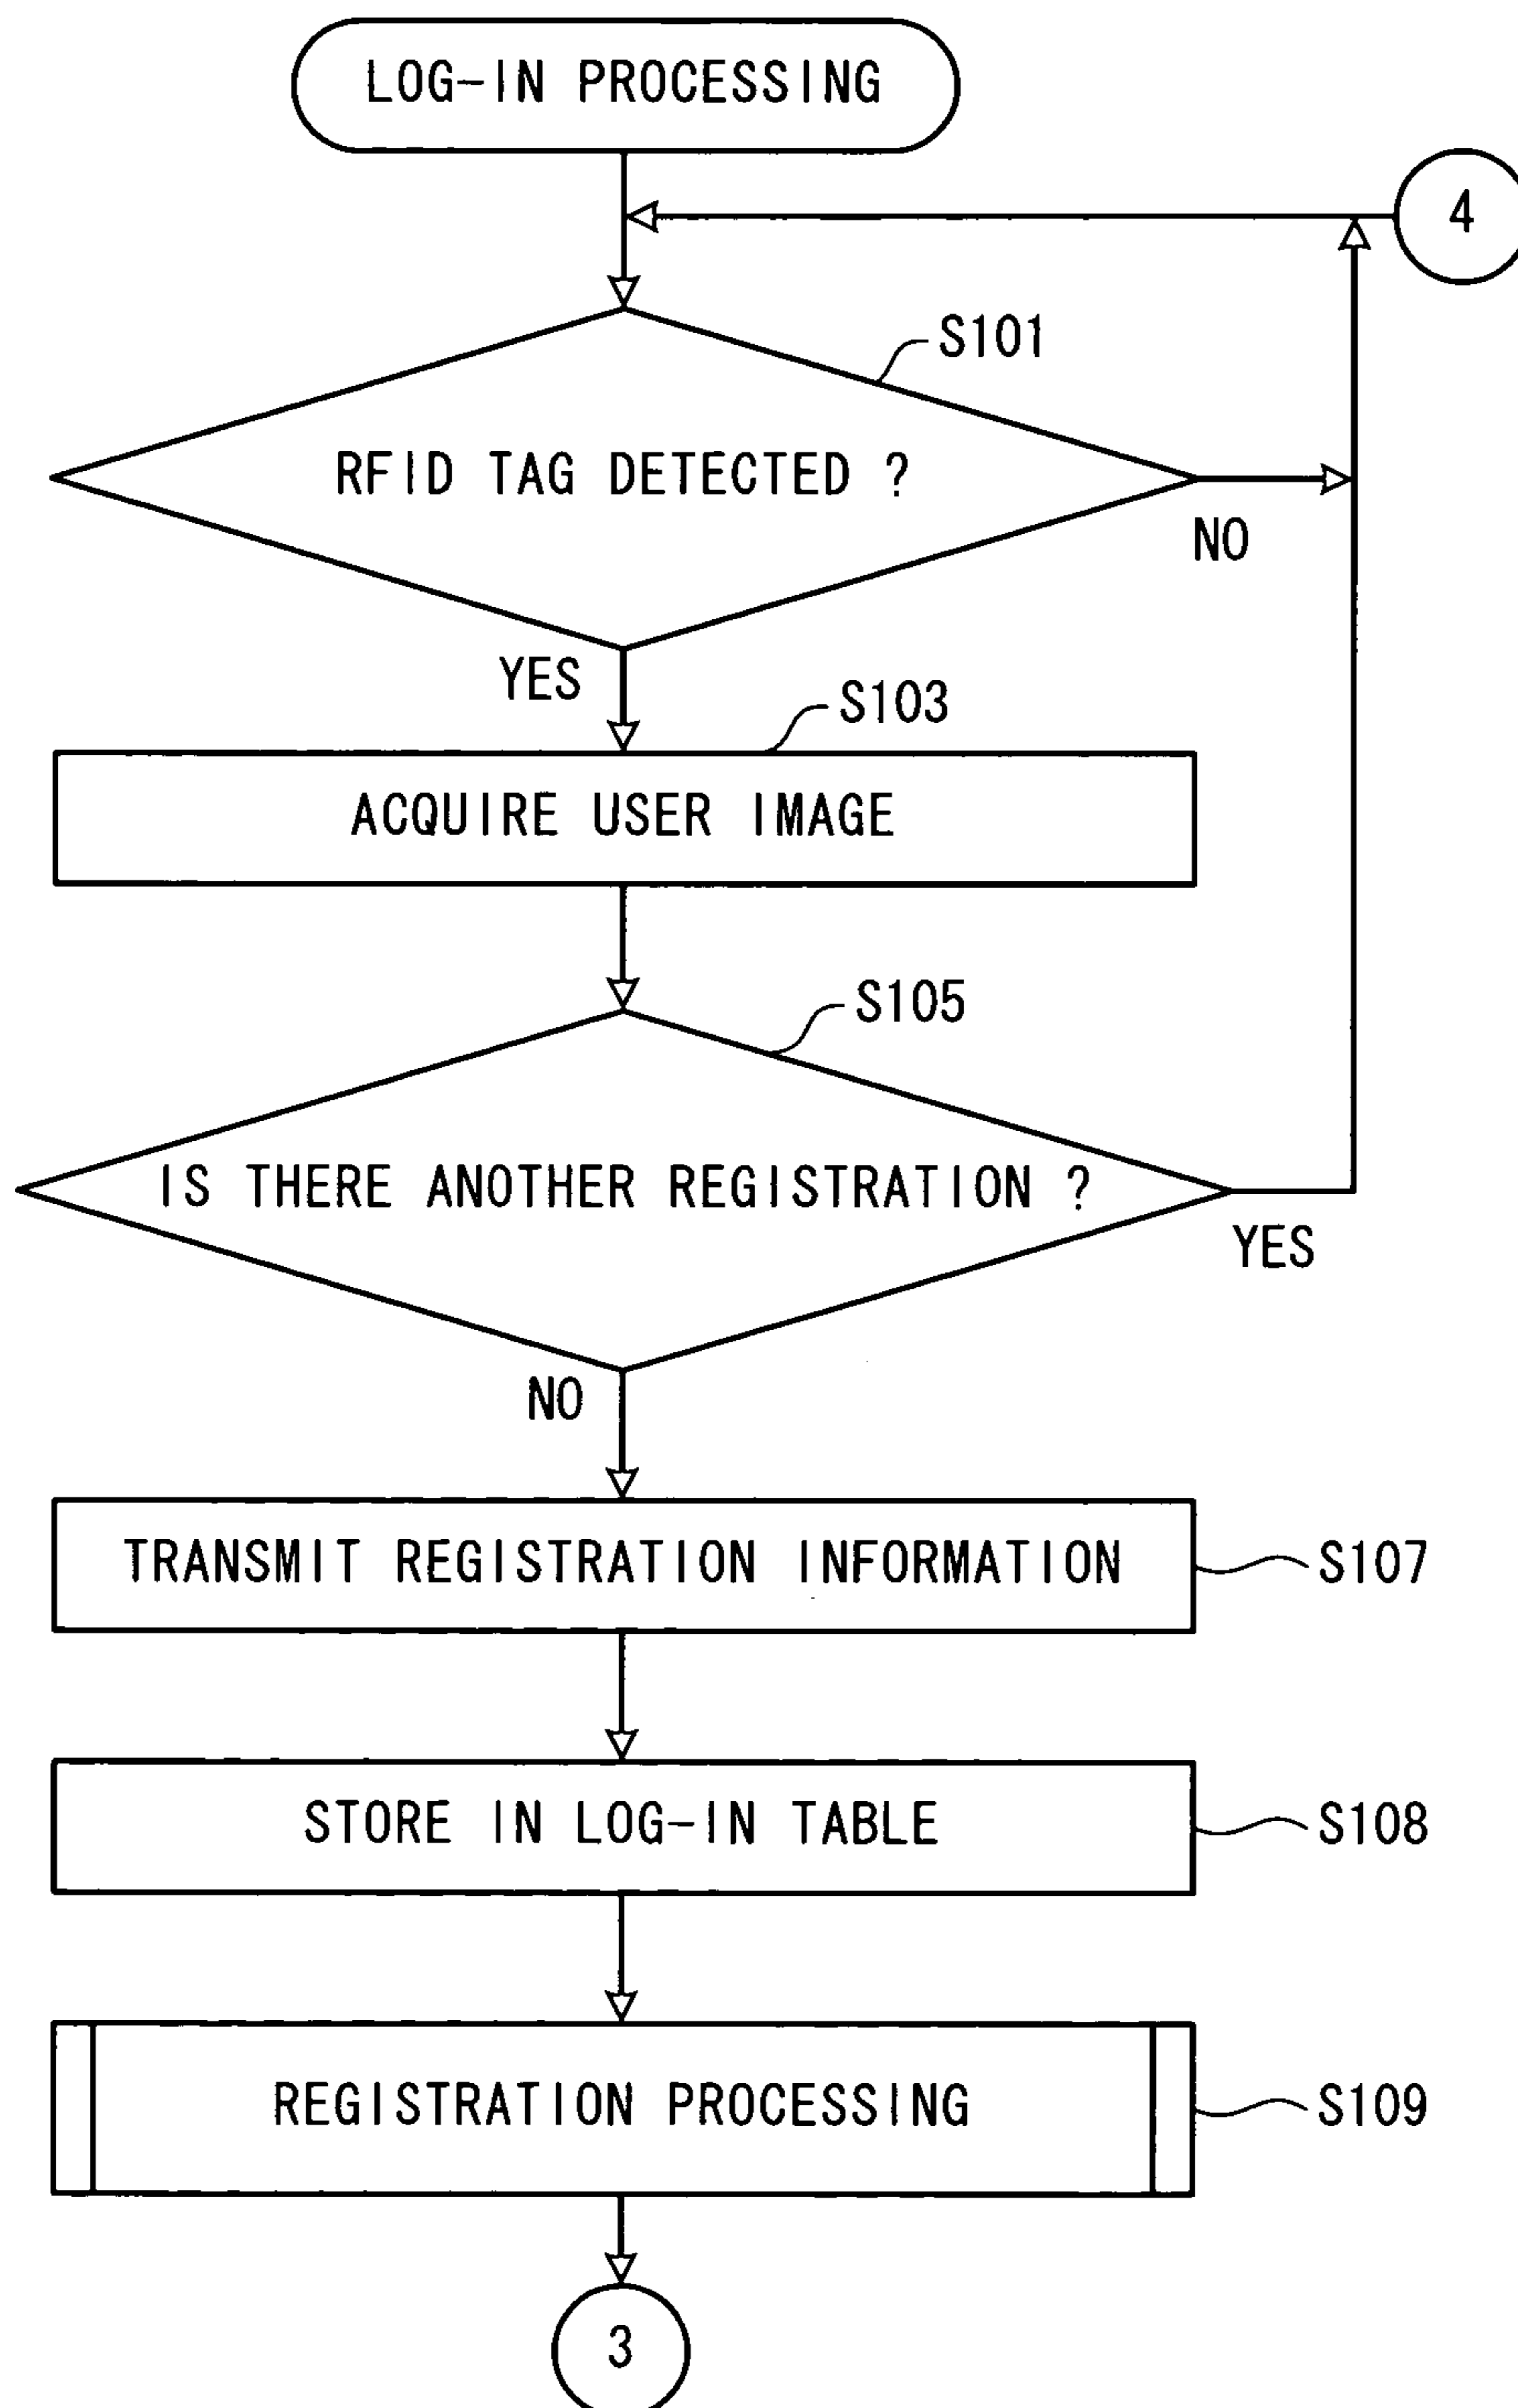 LOG-IN PROCESSING
4
S101
RFID TAG DETECTED ?
NO
YES
S103
ACQUIRE USER IMAGE
S105
IS THERE ANOTHER REGISTRATION ?
YES
NO
TRANSMIT REGISTRATION INFORMATION
S107
STORE IN LOG-IN TABLE
S108
REGISTRATION PROCESSING
S109
3